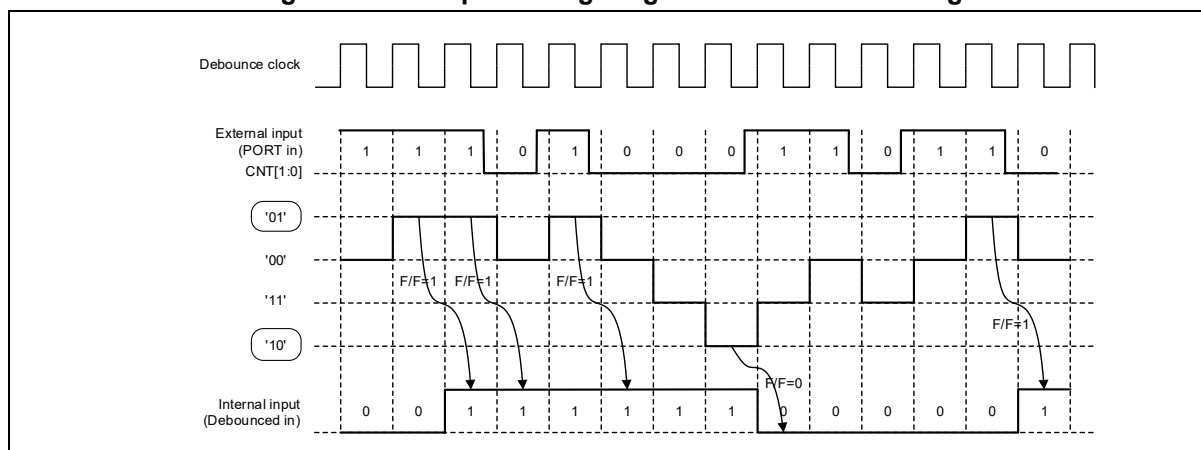 Debounce clock
External input
(PORT in)
1 1 1 0 1 0 0 0 1 1 0 1 1 0
CNT[1:0]
'01'
'00'
F/F=1 F/F=1 F/F=1
'11'
F/F=1
'10'
F/F=0
Internal input
(Debounced in)
0 0 1 1 1 1 1 1 0 0 0 0 0 1